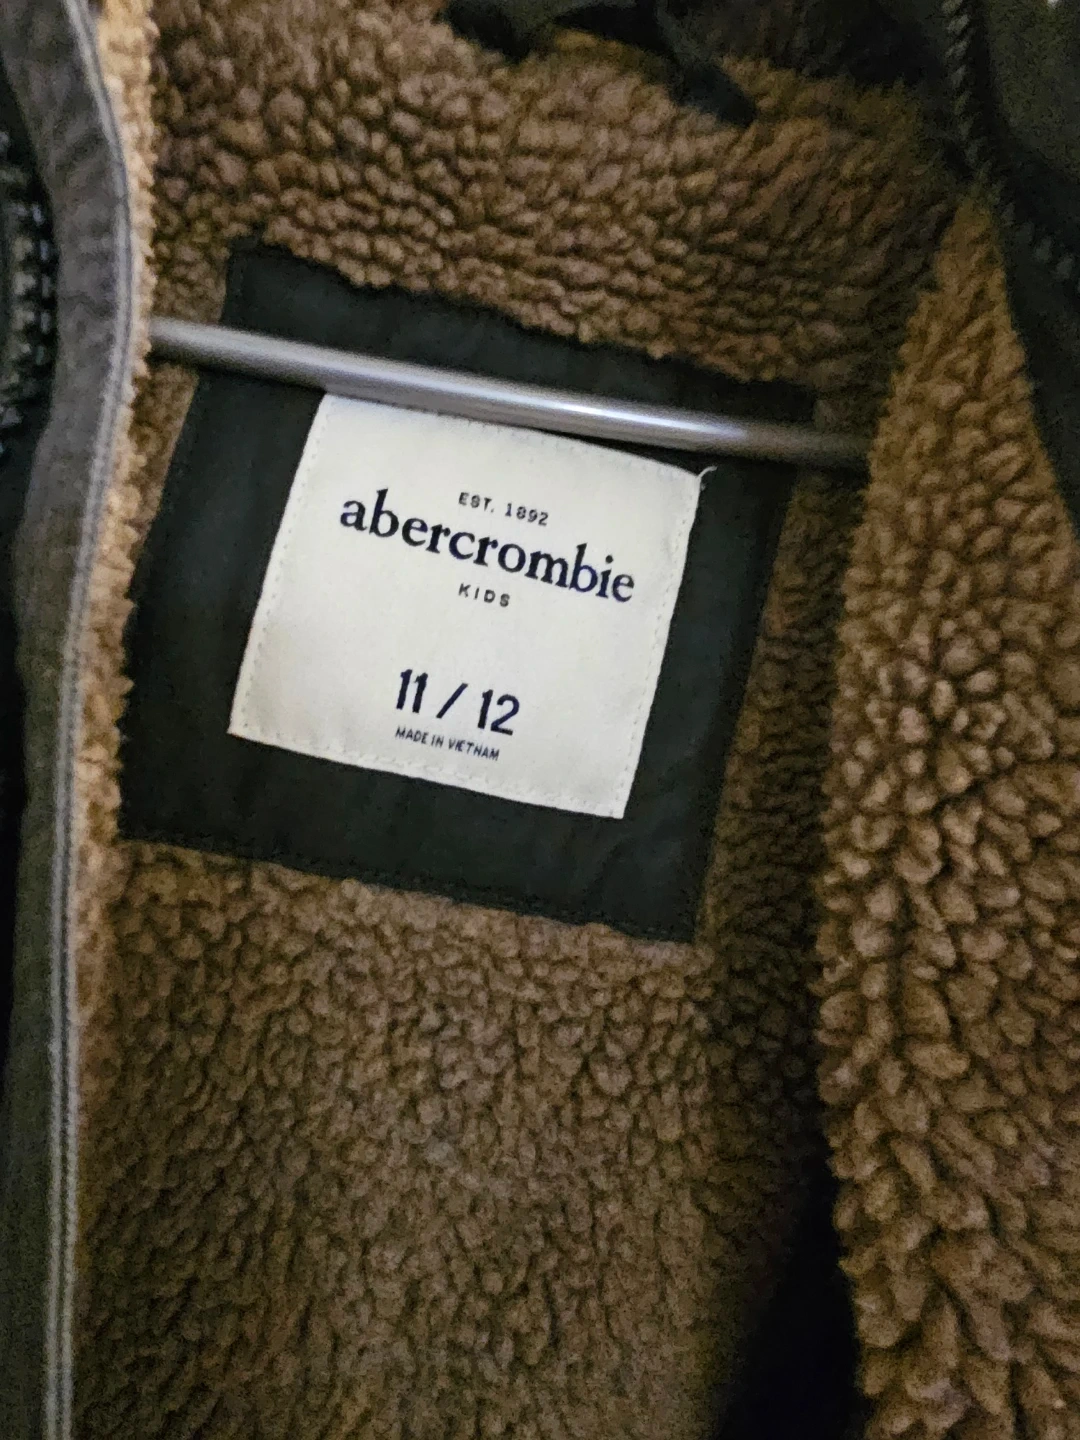 EST. 1892
abercrombie
KIDS
11 / 12
MADE IN VIETNAM